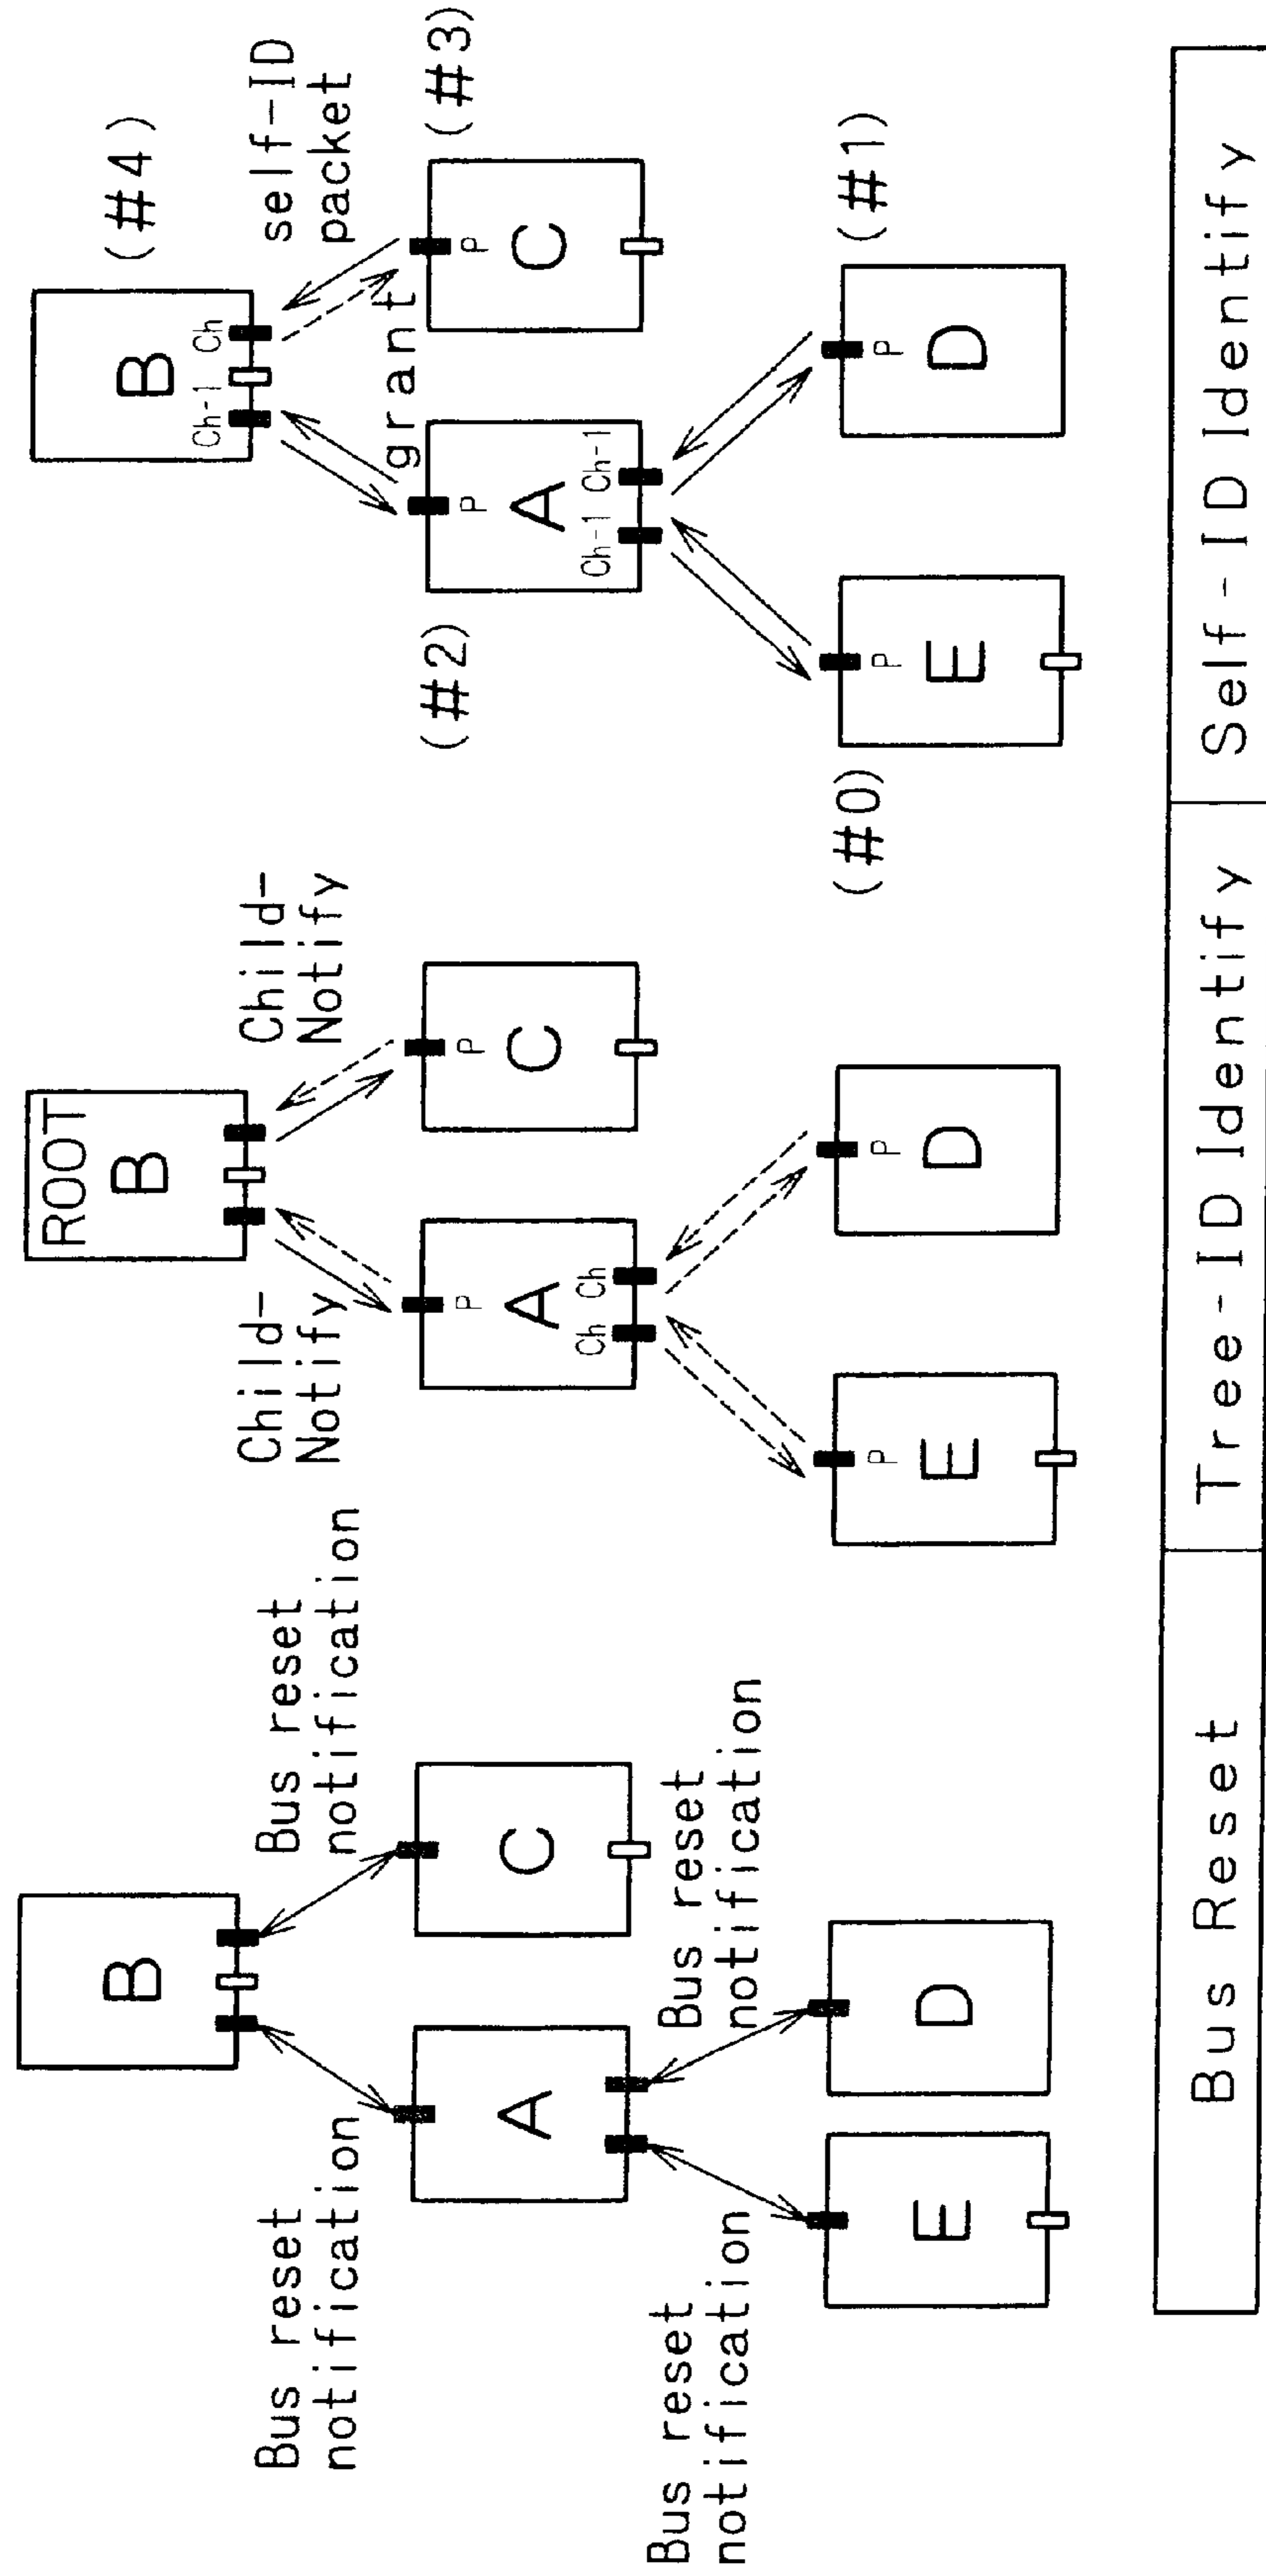 B
Bus reset
notification
Bus reset
notification
A
C
Bus reset
notification
Bus reset
notification
E
D
Bus Reset
ROOT
B
Child-
Notify
Child-
Notify
P
A
Ch Ch
P
C
P
E
P
D
Tree-ID Identify
(#4)
B
Ch-1 Ch
self-ID
packet
grant
(#2)
P
A
Ch-1 Ch-1
(#3)
P
C
(#0)
P
E
(#1)
P
D
Self-ID Identify